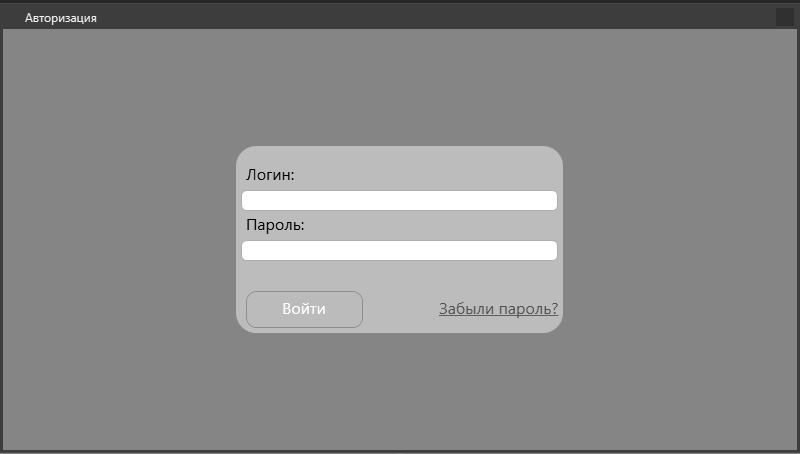 Авторизация
Логин:
Пароль:
Войти
Забыли пароль?